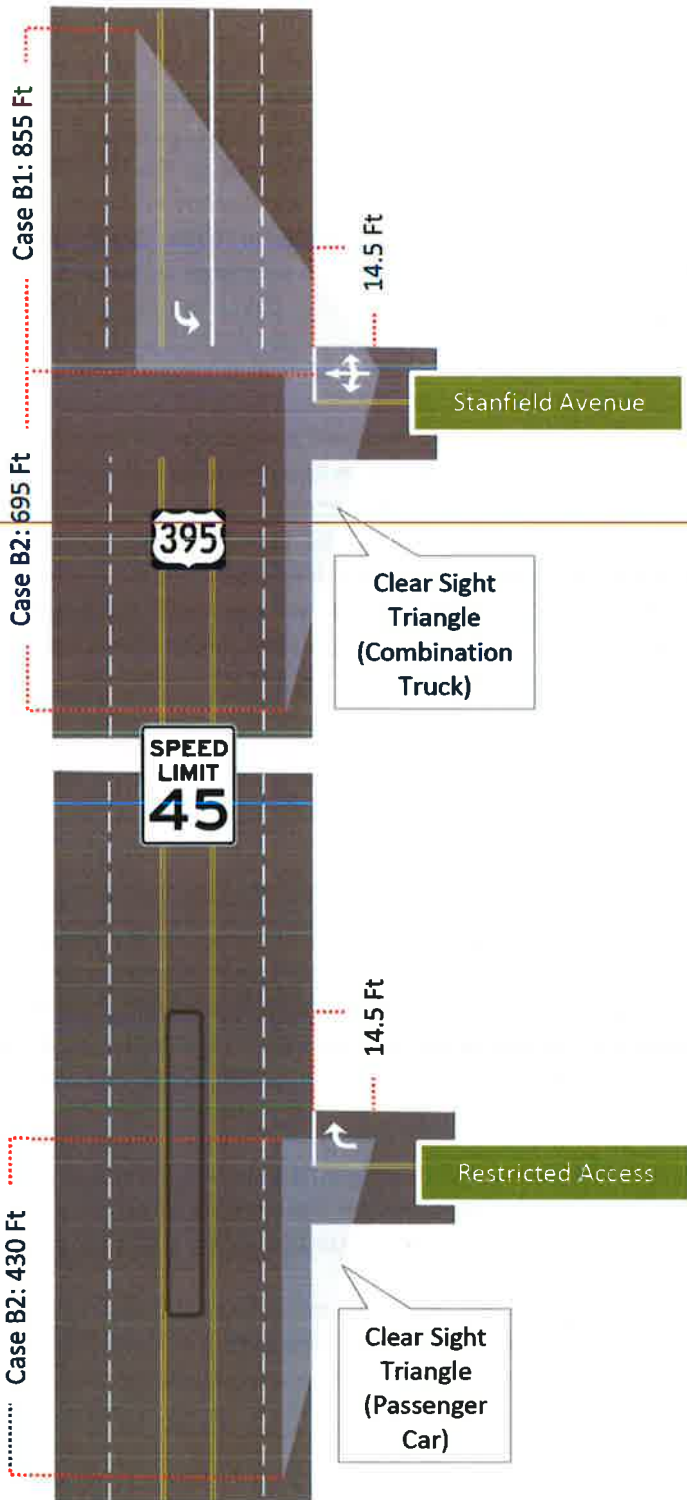 Case B1: 855 Ft
Case B2: 695 Ft
14.5 Ft
Stanfield Avenue
395
Clear Sight
Triangle
(Combination
Truck)
SPEED
LIMIT
45
14.5 Ft
Case B2: 430 Ft
Restricted Access
Clear Sight
Triangle
(Passenger
Car)